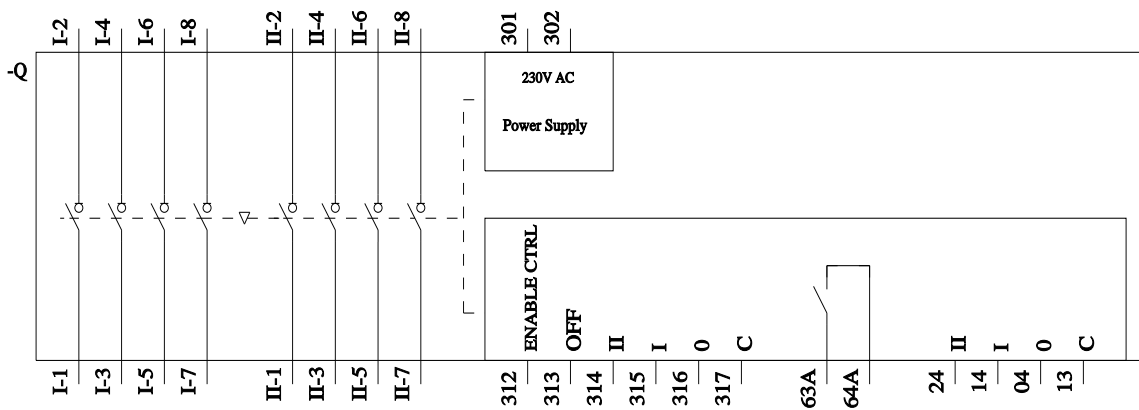 I-2 I-4 I-6 I-8 II-2 II-4 II-6 II-8 301 302
-Q
230V AC
Power Supply
ENABLE CTRL OFF II I 0 C II I 0 C
I-1 I-3 I-5 I-7 II-1 II-3 II-5 II-7 312 313 314 315 316 317 63A 64A 24 14 04 13